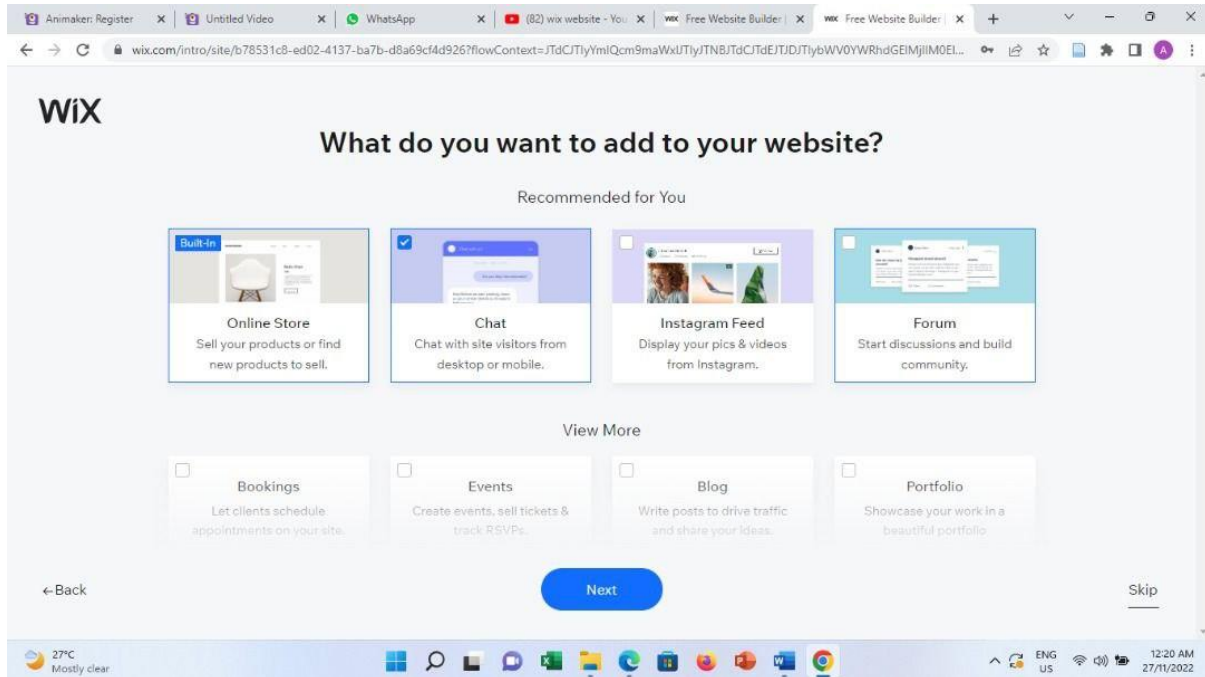 Animaker: Register
Untitled Video
WhatsApp
(82) wix website - You
WiX Free Website Builder |
WiX Free Website Builder |
WiX
What do you want to add to your website?
Recommended for You
Built-In
Online Store
Sell your products or find
new products to sell.
Chat
Chat with site visitors from
desktop or mobile.
Instagram Feed
Display your pics & videos
from Instagram.
Forum
Start discussions and build
community.
View More
Bookings
Let clients schedule
appointments on your site.
Events
Create events, sell tickets &
track RSVPs.
Blog
Write posts to drive traffic
and share your ideas.
Portfolio
Showcase your work in a
beautiful portfolio
←Back
Next
Skip
27°C
Mostly clear
ENG
US
12:20 AM
27/11/2022